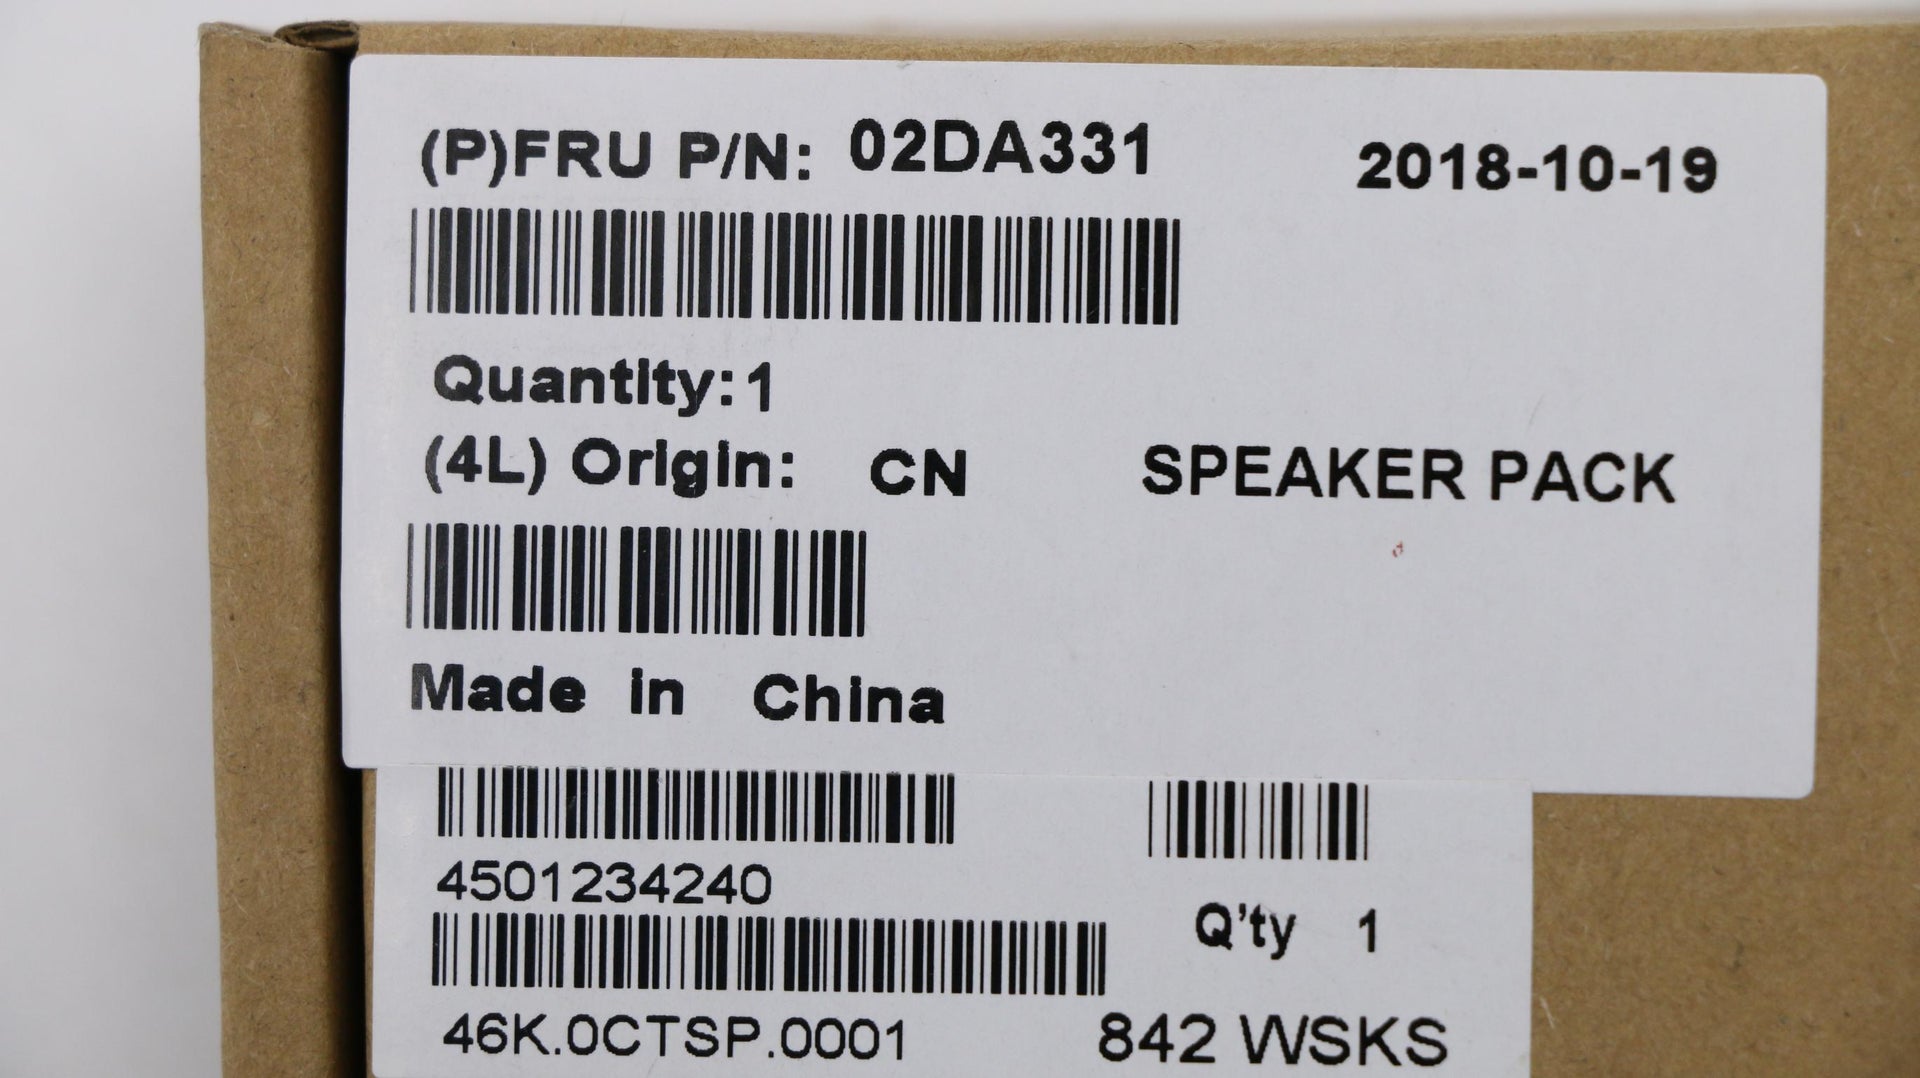 (P)FRU P/N: 02DA331 2018-10-19
Quantity:1
(4L) Origin: CN SPEAKER PACK
Made in China
4501234240
Q'ty 1
46K.0CTSP.0001 842 WSKS